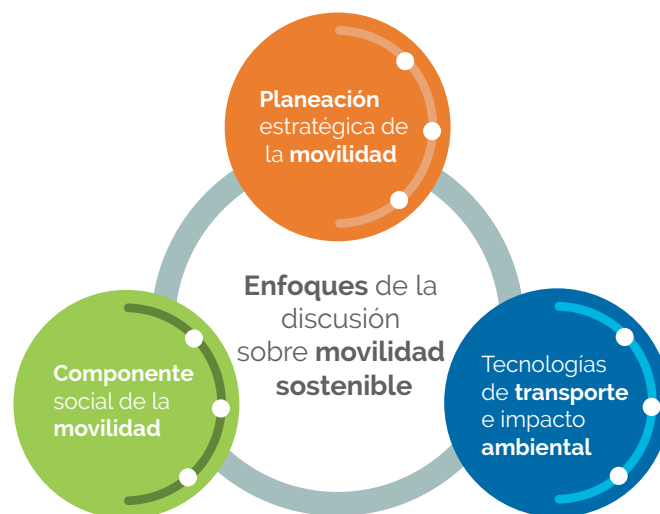 Planeación
estratégica de
la movilidad
Enfoques de la
discusión
sobre movilidad
sostenible
Componente
social de la
movilidad
Tecnologías
de transporte
e impacto
ambiental